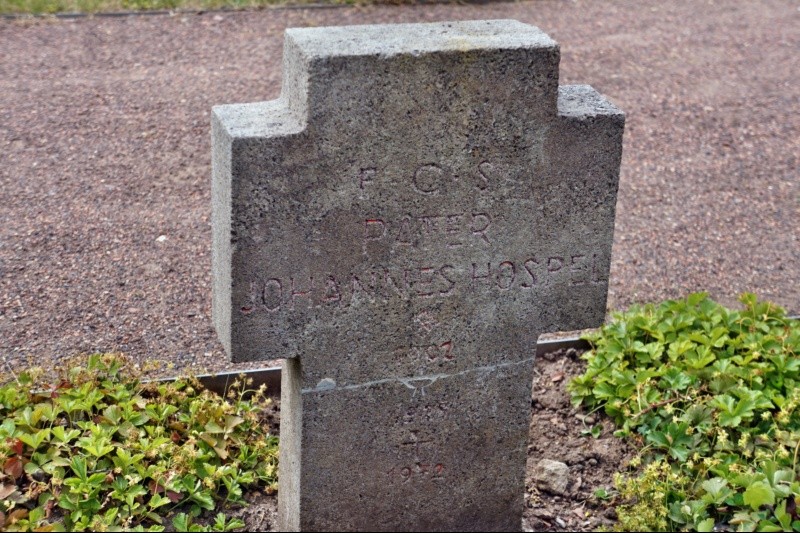 F · C · S
PATER
JOHANNES HOSPEL
1972